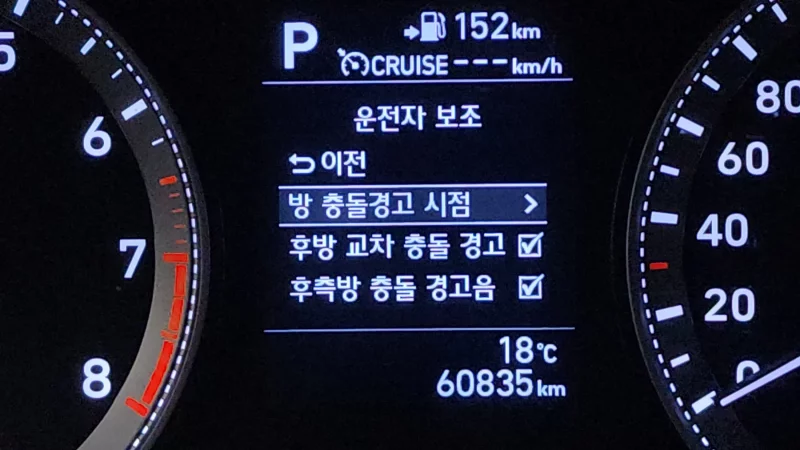 P
152km
CRUISE---km/h
운전자 보조
이전
방 충돌경고 시점
후방 교차 충돌 경고
후측방 충돌 경고음
18℃
60835km
5
6
7
8
80
60
40
20
0